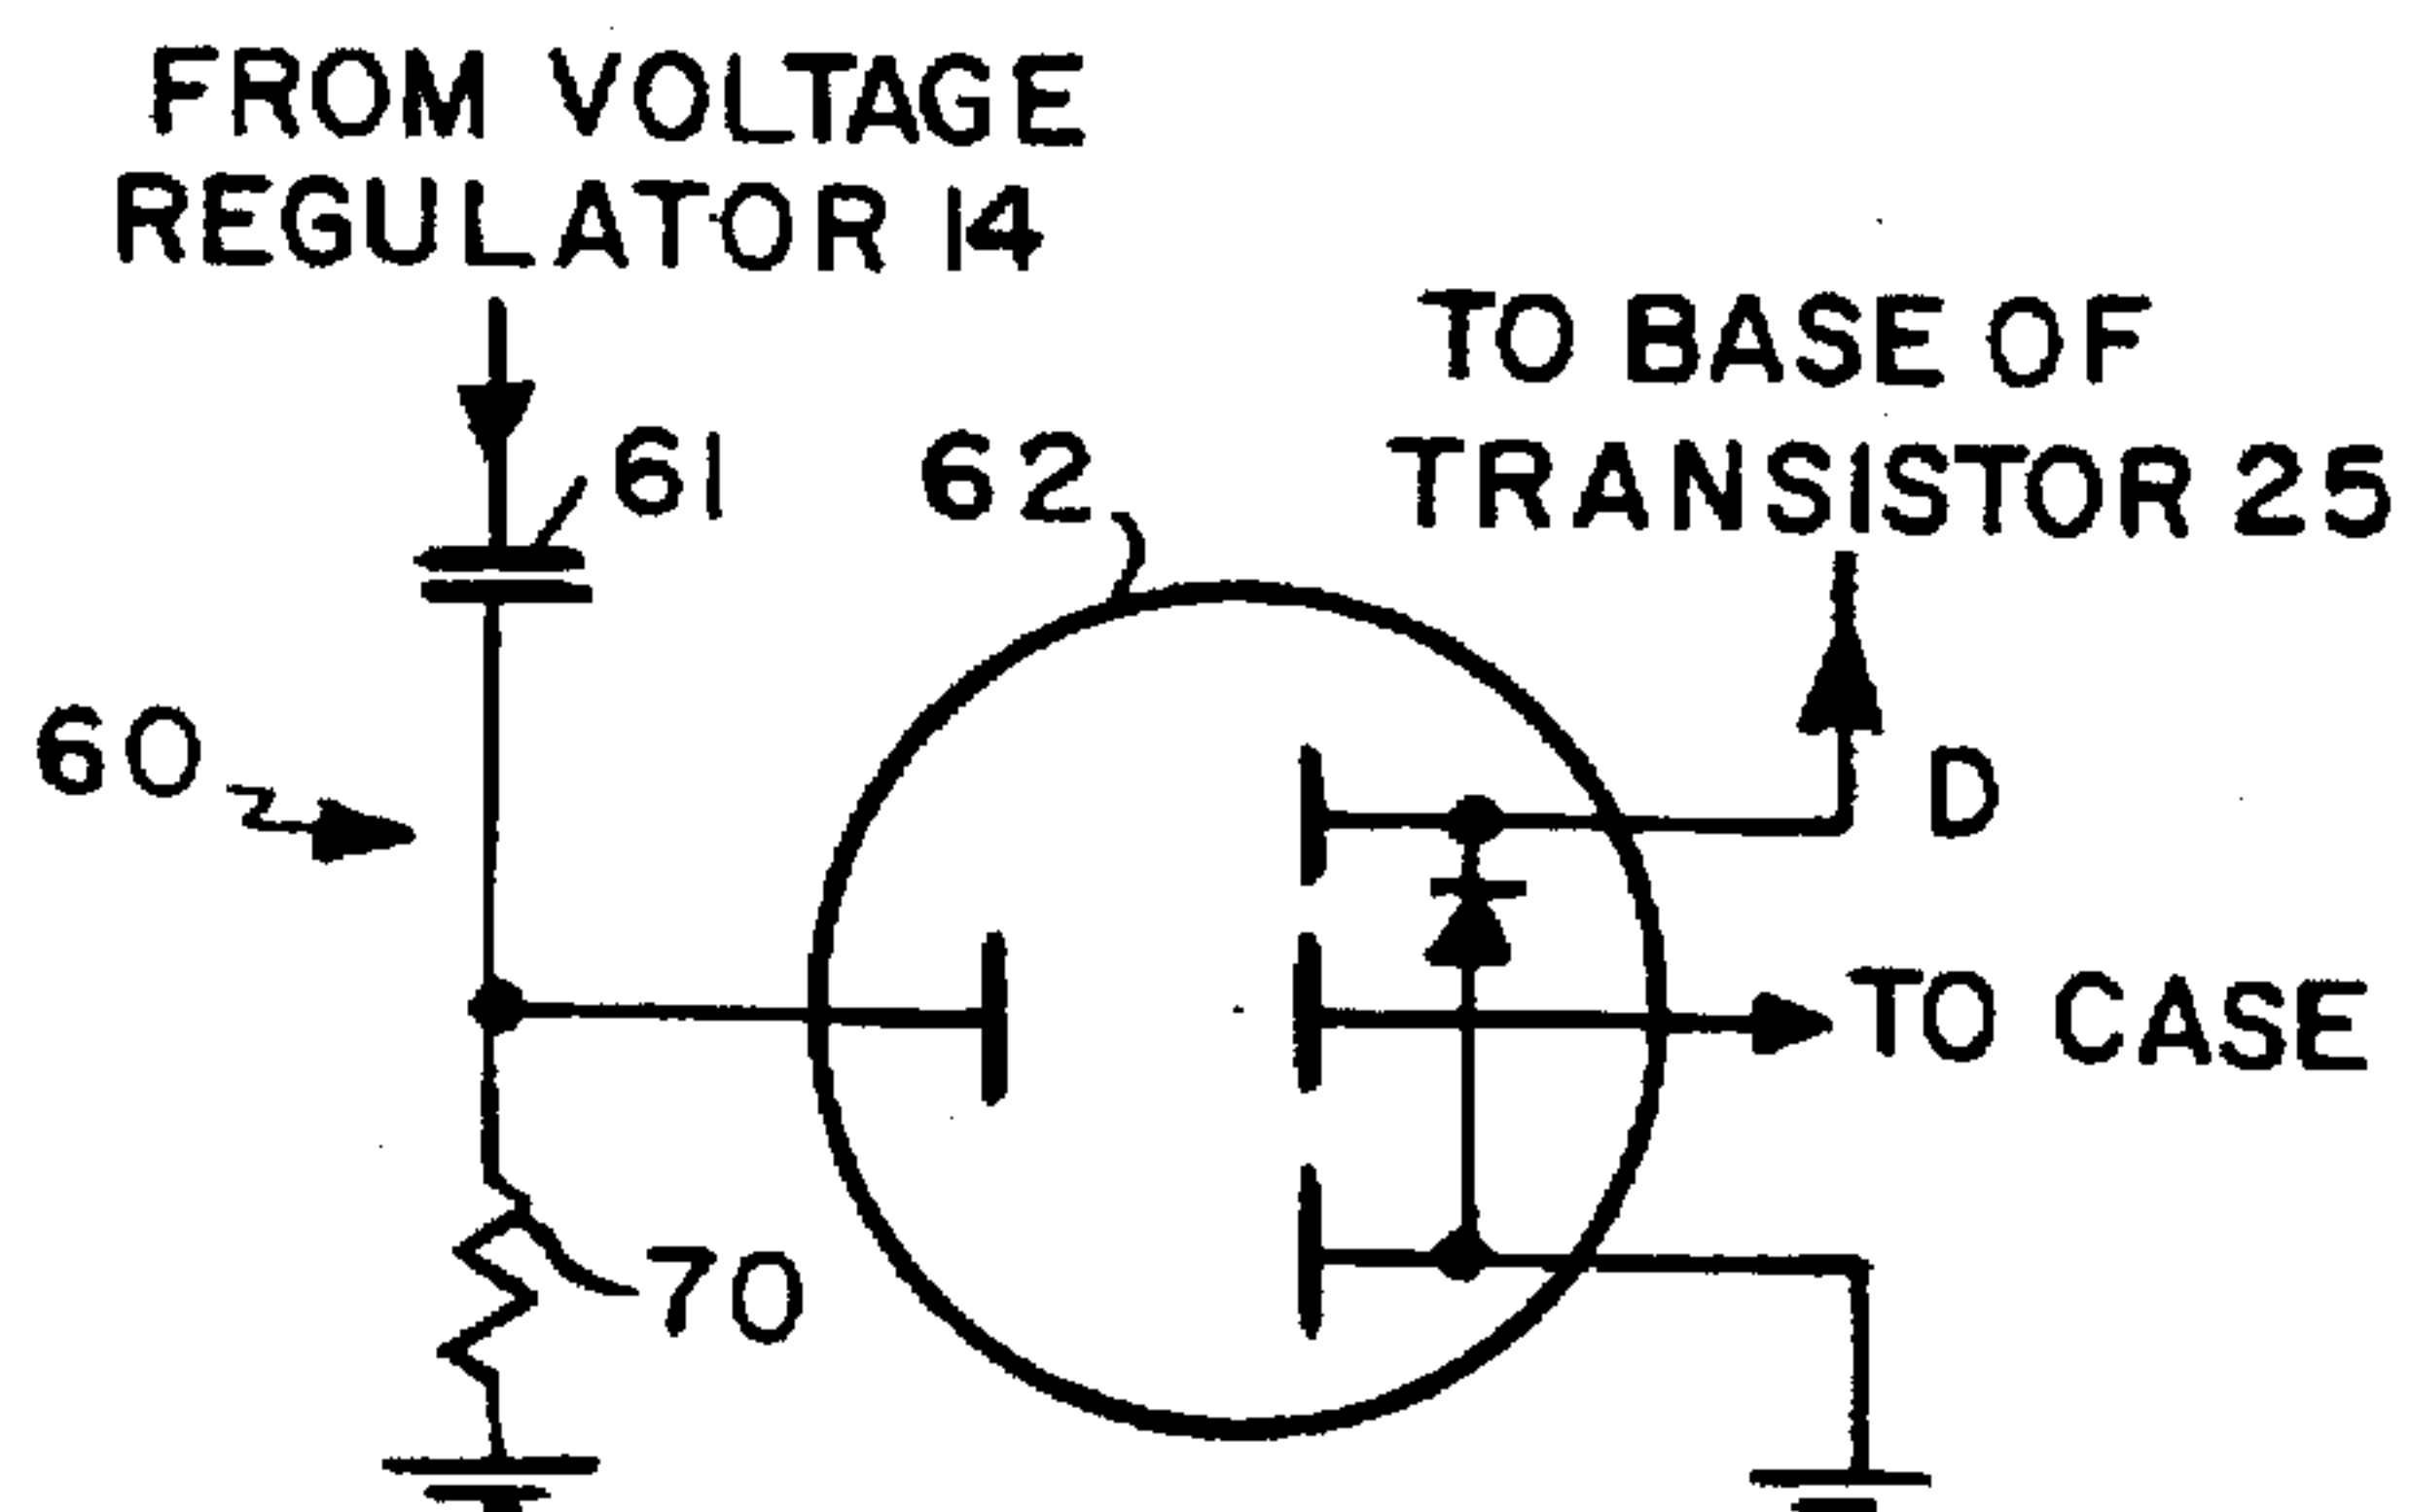 FROM VOLTAGE
REGULATOR 14
TO BASE OF
TRANSISTOR 25
61
62
60
D
TO CASE
70